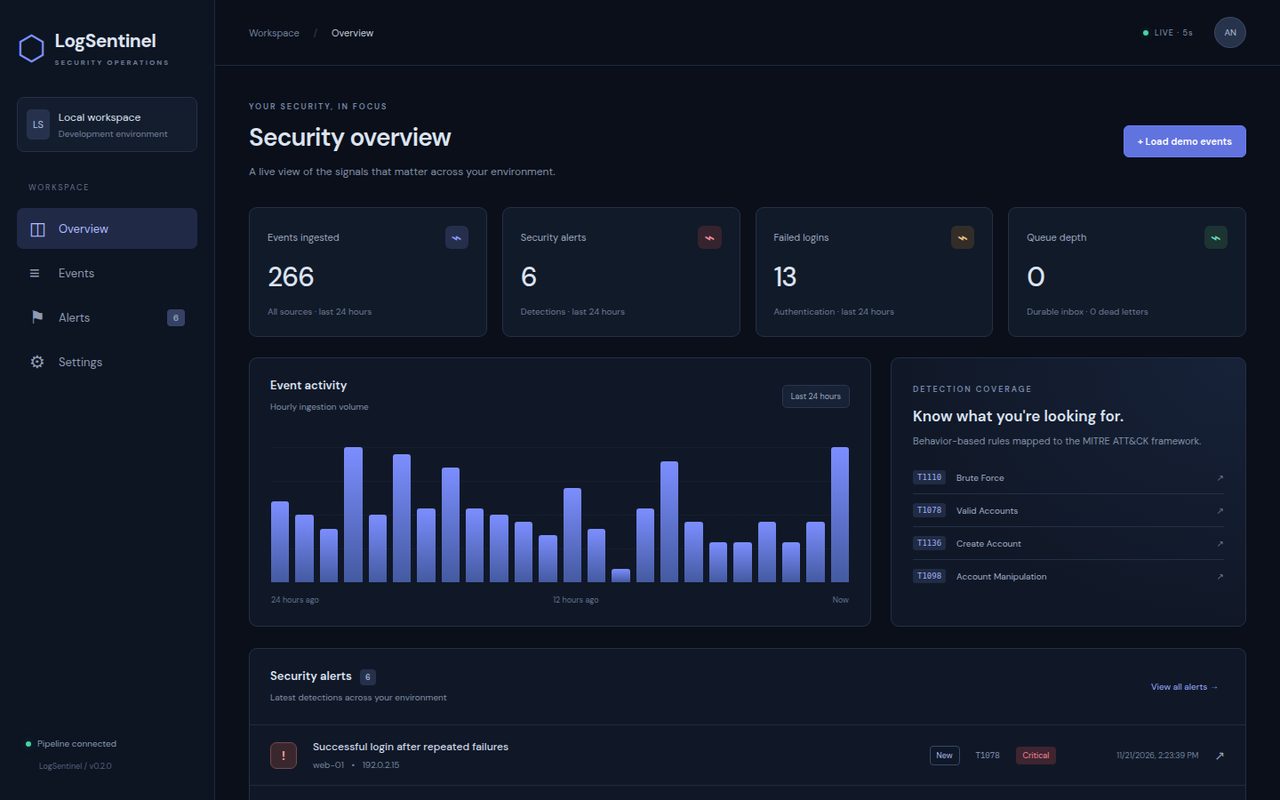 LogSentinel
SECURITY OPERATIONS
LS
Local workspace
Development environment
WORKSPACE
Overview
Events
Alerts 6
Settings
Pipeline connected
LogSentinel / v0.2.0
Workspace / Overview
LIVE · 5s
AN
YOUR SECURITY, IN FOCUS
Security overview
A live view of the signals that matter across your environment.
+ Load demo events
Events ingested
266
All sources · last 24 hours
Security alerts
6
Detections · last 24 hours
Failed logins
13
Authentication · last 24 hours
Queue depth
0
Durable inbox · 0 dead letters
Event activity
Hourly ingestion volume
Last 24 hours
24 hours ago 12 hours ago Now
DETECTION COVERAGE
Know what you're looking for.
Behavior-based rules mapped to the MITRE ATT&CK framework.
T1110 Brute Force ↗
T1078 Valid Accounts ↗
T1136 Create Account ↗
T1098 Account Manipulation ↗
Security alerts 6
Latest detections across your environment
View all alerts →
! Successful login after repeated failures
web-01 • 192.0.2.15
New T1078 Critical 11/21/2026, 2:23:39 PM ↗